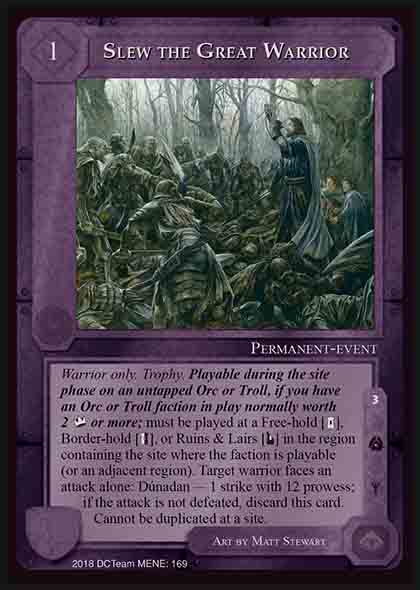 1
Slew the Great Warrior
Permanent-event
Warrior only. Trophy. Playable during the site
phase on an untapped Orc or Troll, if you have
an Orc or Troll faction in play normally worth
2 or more; must be played at a Free-hold [ ],
Border-hold [ ], or Ruins & Lairs [ ] in the region
containing the site where the faction is playable
(or an adjacent region). Target warrior faces an
attack alone: Dúnadan — 1 strike with 12 prowess;
if the attack is not defeated, discard this card.
Cannot be duplicated at a site.
3
Art by Matt Stewart
2018 DCTeam MENE: 169